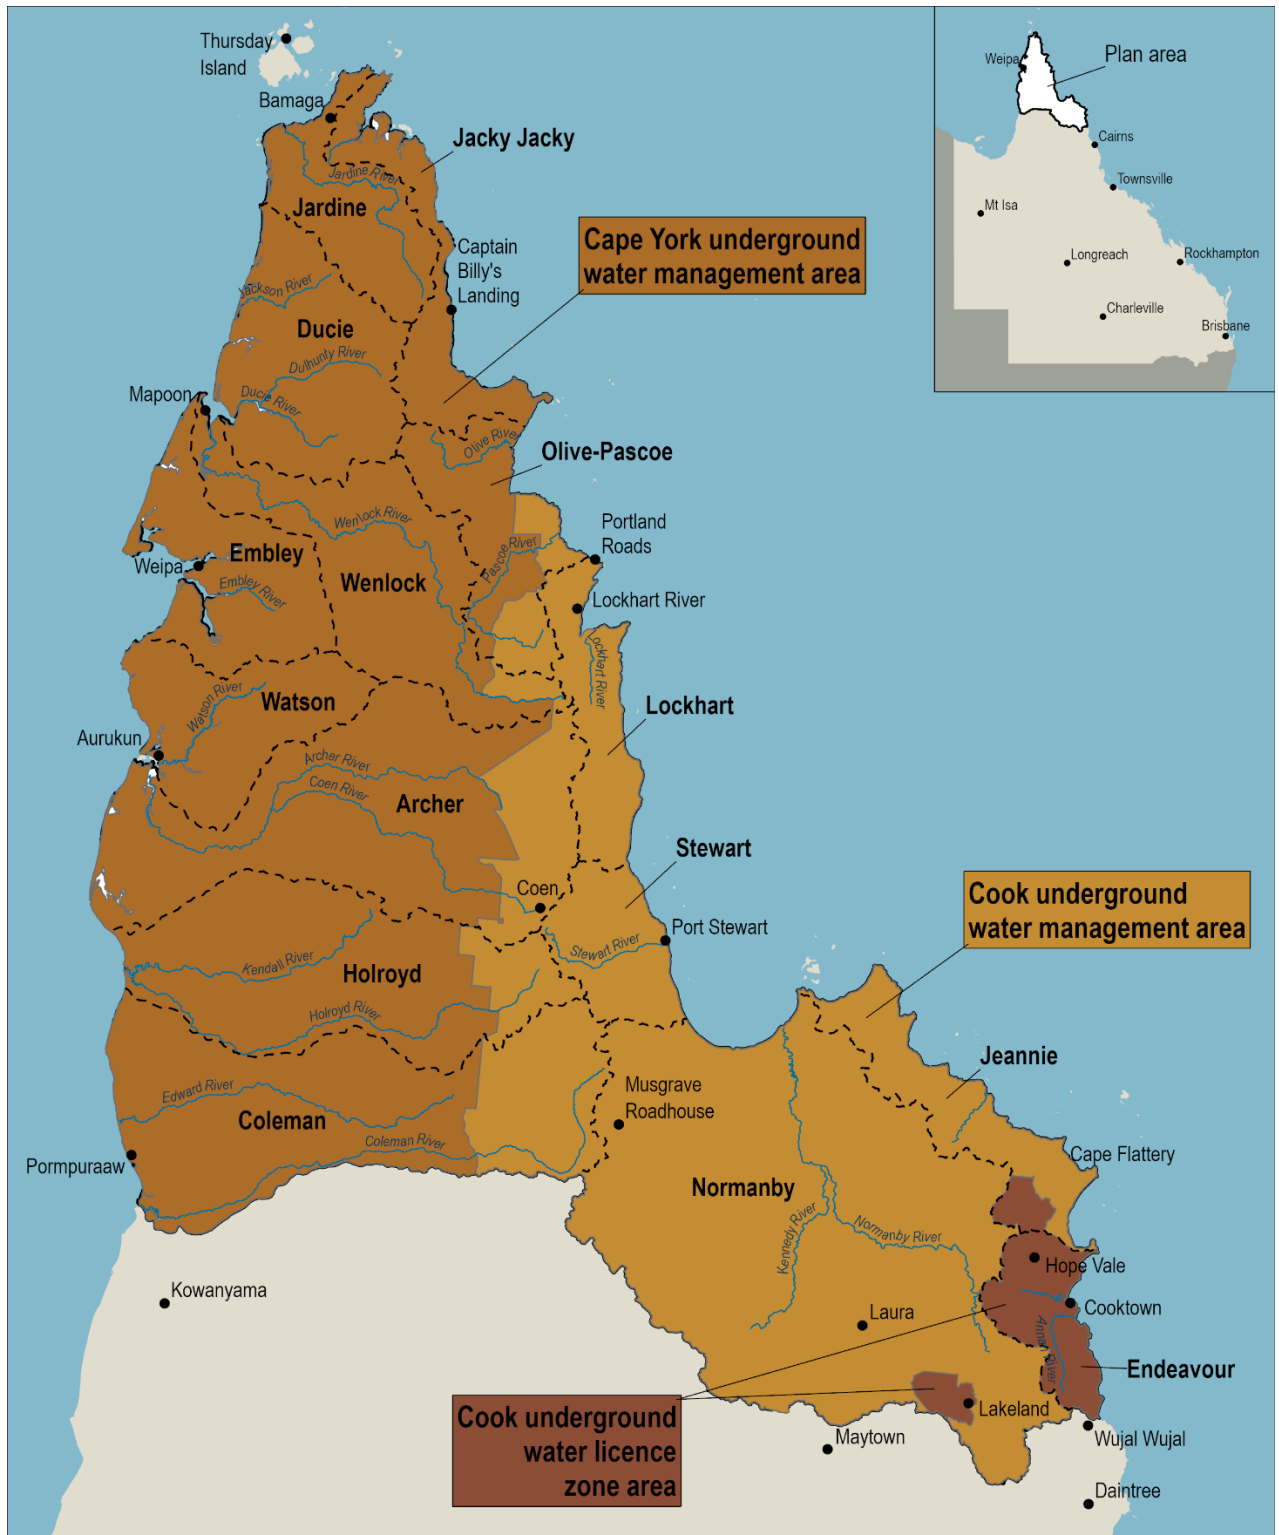 Thursday
Island
Bamaga
Jacky Jacky
Jardine River
Jardine
Captain
Billy's
Landing
Cape York underground
water management area
Weipa
Plan area
Cairns
Townsville
Mt Isa
Longreach
Rockhampton
Charleville
Brisbane
Jackson River
Ducie
Dulhunty River
Ducie River
Mapoon
Olive River
Olive-Pascoe
Wenlock River
Portland
Roads
Pascoe River
Embley
Weipa
Wenlock
Embley River
Lockhart River
Lockhart River
Watson River
Watson
Lockhart
Aurukun
Archer River
Coen River
Archer
Stewart
Coen
Cook underground
water management area
Port Stewart
Stewart River
Kendall River
Holroyd
Holroyd River
Jeannie
Musgrave
Roadhouse
Edward River
Coleman
Coleman River
Pormpuraaw
Cape Flattery
Normanby
Kennedy River
Normanby River
Hope Vale
Kowanyama
Laura
Cooktown
Annan River
Endeavour
Cook underground
water licence
zone area
Lakeland
Maytown
Wujal Wujal
Daintree